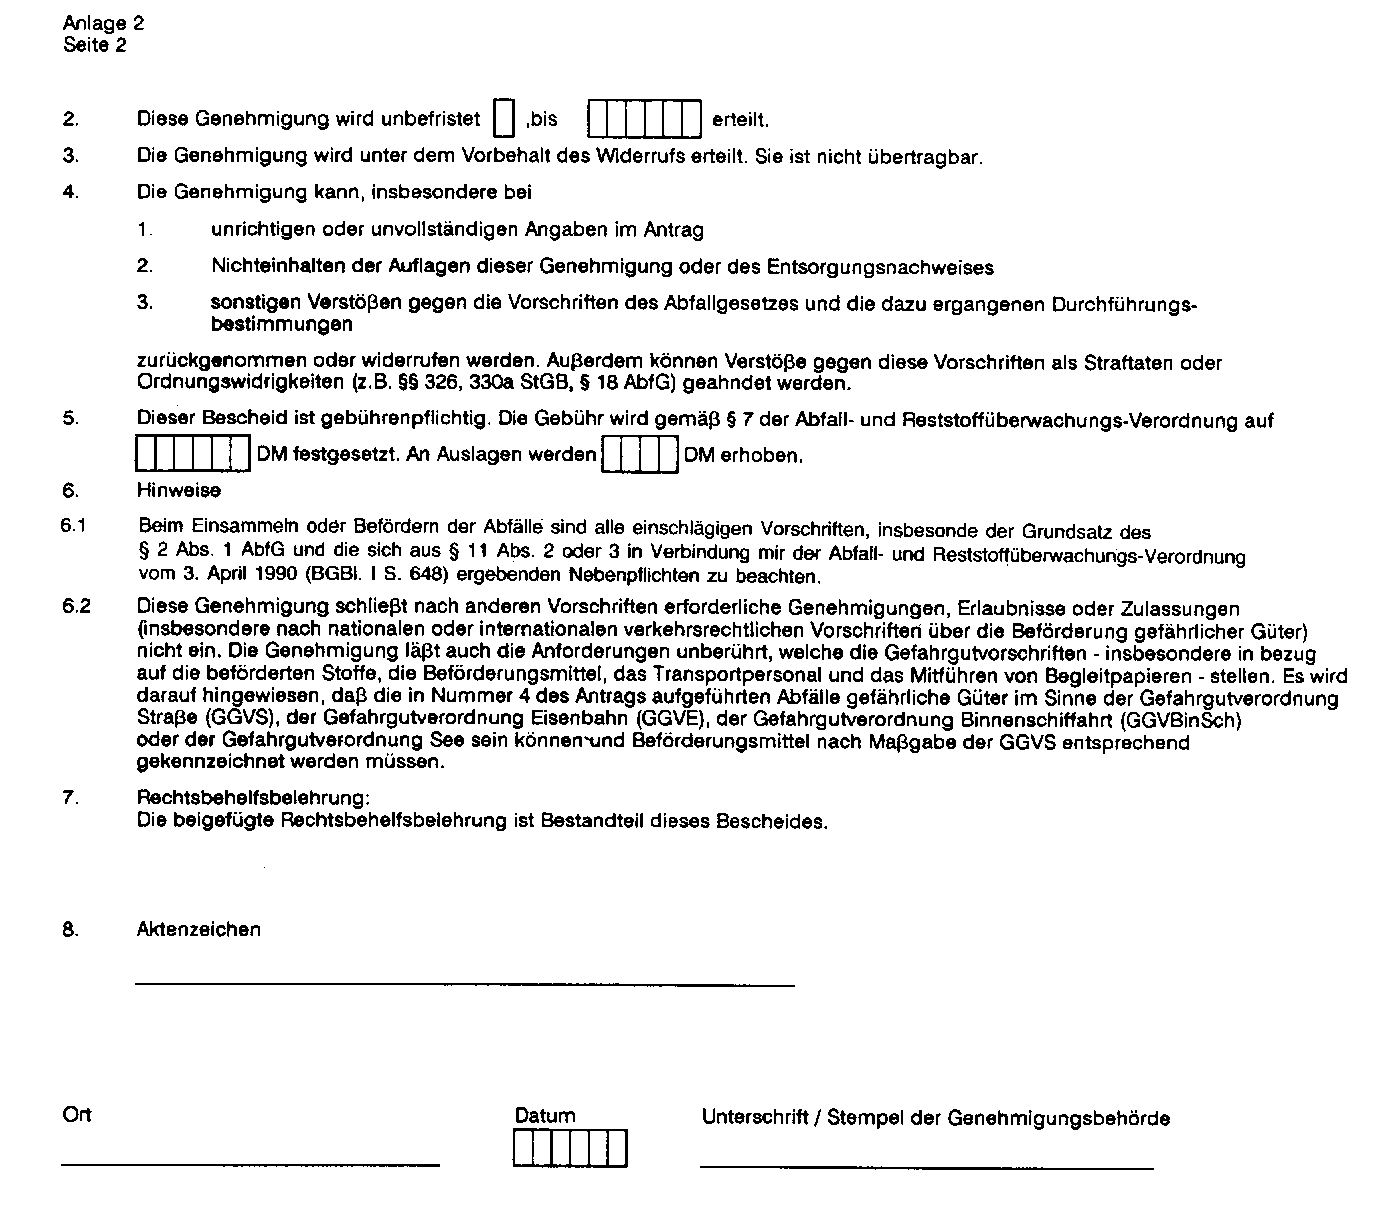 Anlage 2
Seite 2
2. Diese Genehmigung wird unbefristet ,bis erteilt.
3. Die Genehmigung wird unter dem Vorbehalt des Widerrufs erteilt. Sie ist nicht übertragbar.
4. Die Genehmigung kann, insbesondere bei
1. unrichtigen oder unvollständigen Angaben im Antrag
2. Nichteinhalten der Auflagen dieser Genehmigung oder des Entsorgungsnachweises
3. sonstigen Verstößen gegen die Vorschriften des Abfallgesetzes und die dazu ergangenen Durchführungs-
bestimmungen
zurückgenommen oder widerrufen werden. Außerdem können Verstöße gegen diese Vorschriften als Straftaten oder
Ordnungswidrigkeiten (z.B. §§ 326, 330a StGB, § 18 AbfG) geahndet werden.
5. Dieser Bescheid ist gebührenpflichtig. Die Gebühr wird gemäß § 7 der Abfall- und Reststoffüberwachungs-Verordnung auf
DM festgesetzt. An Auslagen werden DM erhoben.
6. Hinweise
6.1 Beim Einsammeln oder Befördern der Abfälle sind alle einschlägigen Vorschriften, insbesonde der Grundsatz des
§ 2 Abs. 1 AbfG und die sich aus § 11 Abs. 2 oder 3 in Verbindung mir der Abfall- und Reststoffüberwachungs-Verordnung
vom 3. April 1990 (BGBl. I S. 648) ergebenden Nebenpflichten zu beachten.
6.2 Diese Genehmigung schließt nach anderen Vorschriften erforderliche Genehmigungen, Erlaubnisse oder Zulassungen
(insbesondere nach nationalen oder internationalen verkehrsrechtlichen Vorschriften über die Beförderung gefährlicher Güter)
nicht ein. Die Genehmigung läßt auch die Anforderungen unberührt, welche die Gefahrgutvorschriften - insbesondere in bezug
auf die beförderten Stoffe, die Beförderungsmittel, das Transportpersonal und das Mitführen von Begleitpapieren - stellen. Es wird
darauf hingewiesen, daß die in Nummer 4 des Antrags aufgeführten Abfälle gefährliche Güter im Sinne der Gefahrgutverordnung
Straße (GGVS), der Gefahrgutverordnung Eisenbahn (GGVE), der Gefahrgutverordnung Binnenschiffahrt (GGVBinSch)
oder der Gefahrgutverordnung See sein können und Beförderungsmittel nach Maßgabe der GGVS entsprechend
gekennzeichnet werden müssen.
7. Rechtsbehelfsbelehrung:
Die beigefügte Rechtsbehelfsbelehrung ist Bestandteil dieses Bescheides.
8. Aktenzeichen
Ort Datum Unterschrift / Stempel der Genehmigungsbehörde